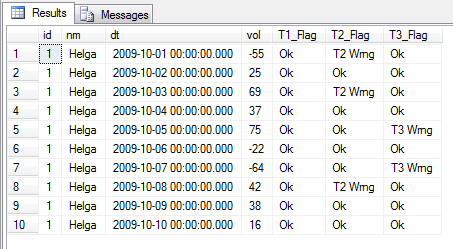 Results Messages
id nm dt vol T1_Flag T2_Flag T3_Flag
1 1 Helga 2009-10-01 00:00:00.000 -55 Ok T2 Wrng Ok
2 1 Helga 2009-10-02 00:00:00.000 25 Ok Ok Ok
3 1 Helga 2009-10-03 00:00:00.000 69 Ok T2 Wrng Ok
4 1 Helga 2009-10-04 00:00:00.000 37 Ok Ok Ok
5 1 Helga 2009-10-05 00:00:00.000 75 Ok Ok T3 Wrng
6 1 Helga 2009-10-06 00:00:00.000 -22 Ok Ok Ok
7 1 Helga 2009-10-07 00:00:00.000 -64 Ok Ok T3 Wrng
8 1 Helga 2009-10-08 00:00:00.000 42 Ok T2 Wrng Ok
9 1 Helga 2009-10-09 00:00:00.000 38 Ok Ok Ok
10 1 Helga 2009-10-10 00:00:00.000 16 Ok Ok Ok